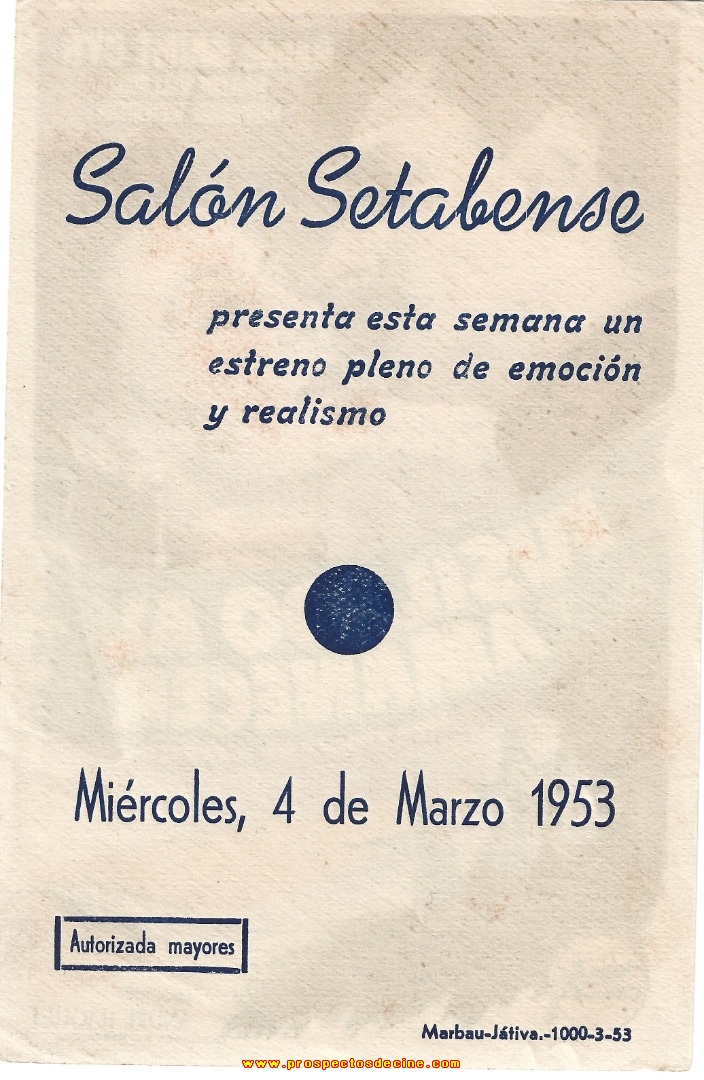 Salón Setabense
presenta esta semana un
estreno pleno de emoción
y realismo
Miércoles, 4 de Marzo 1953
Autorizada mayores
Marbau-Játiva.-1000-3-53
www.prospectosdecine.com